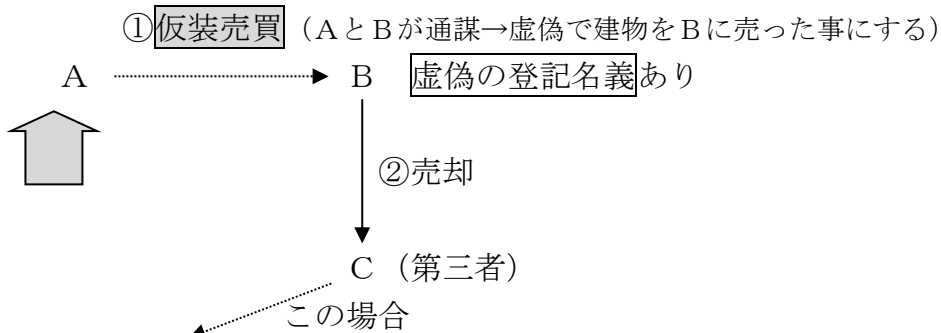 ①仮装売買（ＡとＢが通謀→虚偽で建物をＢに売った事にする）
Ａ Ｂ 虚偽の登記名義あり
②売却
Ｃ（第三者）
この場合